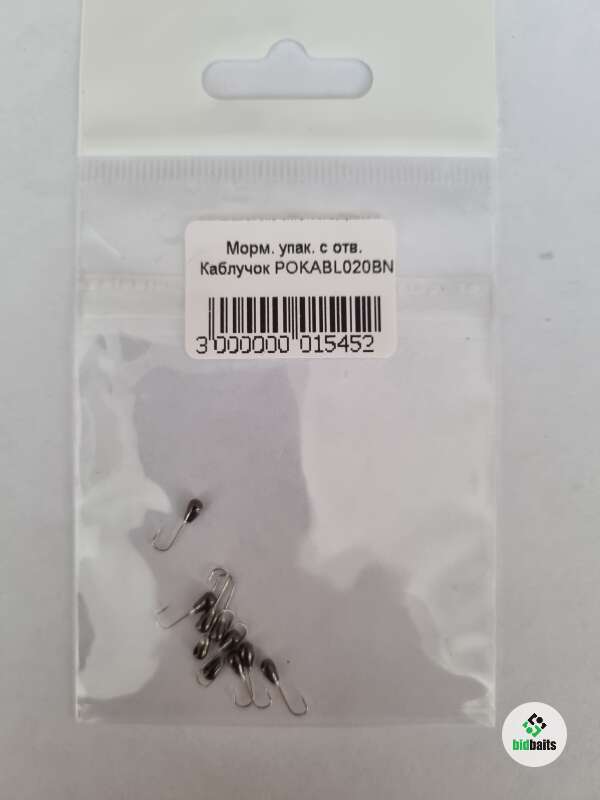 Морм. упак. с отв.
Каблучок POKABL020BN
3 000000 015452
bidbaits